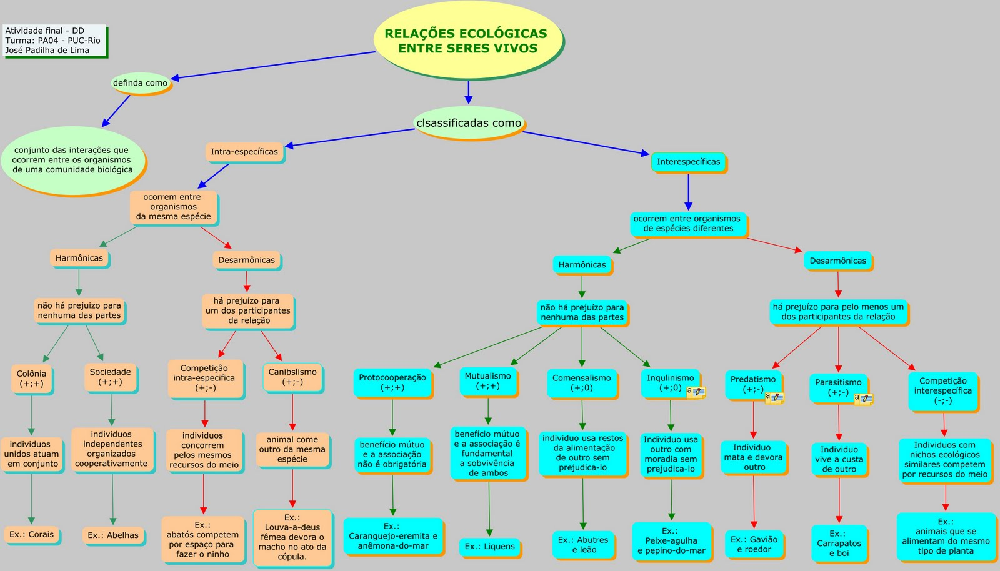 Atividade final - DD
Turma: PA04 - PUC-Rio
José Padilha de Lima
RELAÇÕES ECOLÓGICAS
ENTRE SERES VIVOS
definda como
conjunto das interações que
ocorrem entre os organismos
de uma comunidade biológica
clsassificadas como
Intra-específicas
ocorrem entre
organismos
da mesma espécie
Harmônicas
não há prejuizo para
nenhuma das partes
Colônia
(+;+)
individuos
unidos atuam
em conjunto
Ex.: Corais
Sociedade
(+;+)
individuos
independentes
organizados
cooperativamente
Ex.: Abelhas
Desarmônicas
há prejuízo para
um dos participantes
da relação
Competição
intra-especifica
(+;-)
individuos
concorrem
pelos mesmos
recursos do meio
Ex.:
abatós competem
por espaço para
fazer o ninho
Canibslismo
(+;-)
animal come
outro da mesma
espécie
Ex.:
Louva-a-deus
fêmea devora o
macho no ato da
cópula.
Interespecíficas
ocorrem entre organismos
de espécies diferentes
Harmônicas
não há prejuízo para
nenhuma das partes
Protocooperação
(+;+)
benefício mútuo
e a associação
não é obrigatória
Ex.:
Caranguejo-eremita e
anêmona-do-mar
Mutualismo
(+;+)
benefício mútuo
e a associação é
fundamental
a sobvivência
de ambos
Ex.: Liquens
Comensalismo
(+;0)
individuo usa restos
da alimentação
de outro sem
prejudica-lo
Ex.: Abutres
e leão
Inqulinismo
(+;0)
a
Individuo usa
outro com
moradia sem
prejudica-lo
Ex.:
Peixe-agulha
e pepino-do-mar
Desarmônicas
há prejuízo para pelo menos um
dos participantes da relação
Predatismo
(+;-)
a
Individuo
mata e devora
outro
Ex.: Gavião
e roedor
Parasitismo
(+;-)
a
Individuo
vive a custa
de outro
Ex.:
Carrapatos
e boi
Competição
interespecífica
(-;-)
Individuos com
nichos ecológicos
similares competem
por recursos do meio
Ex.:
animais que se
alimentam do mesmo
tipo de planta